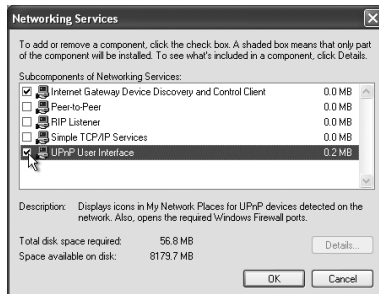 Networking Services
To add or remove a component, click the check box. A shaded box means that only part
of the component will be installed. To see what's included in a component, click Details.
Subcomponents of Networking Services:
Internet Gateway Device Discovery and Control Client 0.0 MB
Peer-to-Peer 0.0 MB
RIP Listener 0.0 MB
Simple TCP/IP Services 0.0 MB
UPnP User Interface 0.2 MB
Description: Displays icons in My Network Places for UPnP devices detected on the
network. Also, opens the required Windows Firewall ports.
Total disk space required: 56.8 MB
Space available on disk: 8179.7 MB
Details...
OK Cancel